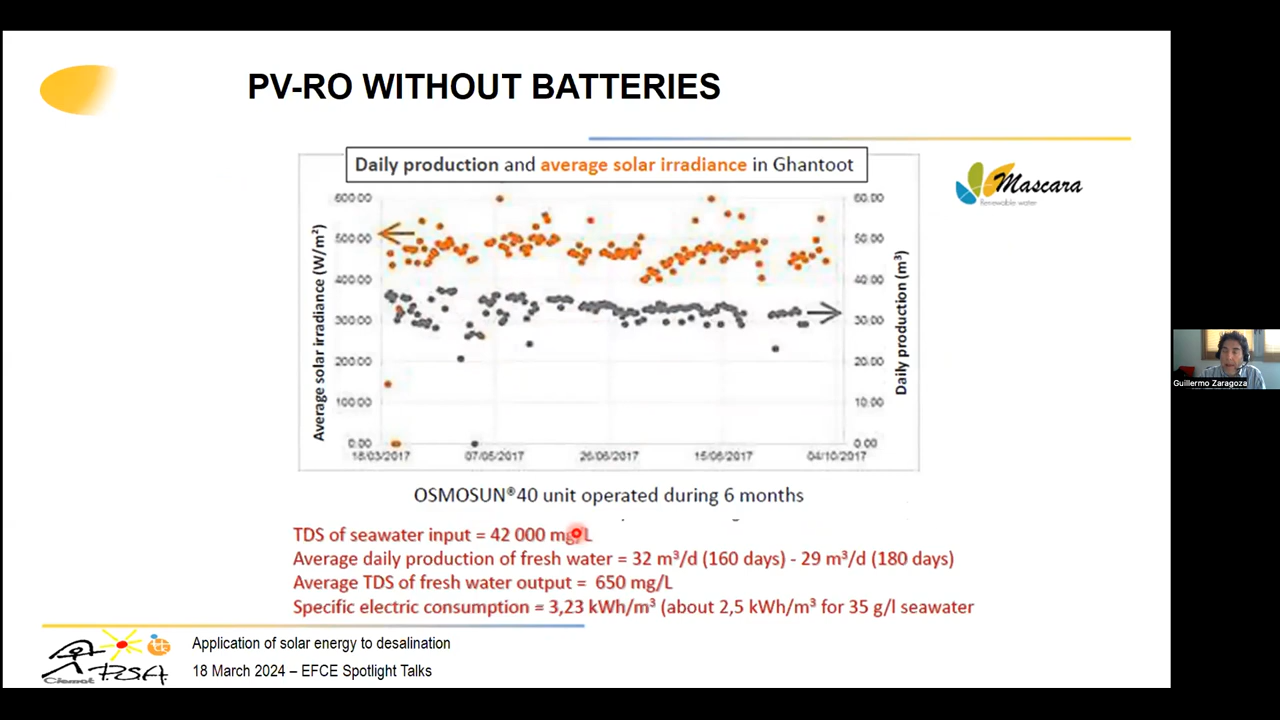 PV-RO WITHOUT BATTERIES
Daily production and average solar irradiance in Ghantoot
Mascara
Renewable water
Average solar irradiance (W/m²)
600.00
500.00
400.00
300.00
200.00
100.00
0.00
60.00
50.00
40.00
30.00
20.00
10.00
0.00
Daily production (m³)
18/03/2017
07/05/2017
26/06/2017
04/10/2017
OSMOSUN®40 unit operated during 6 months
TDS of seawater input = 42 000 mg/L
Average daily production of fresh water = 32 m³/d (160 days) - 29 m³/d (180 days)
Average TDS of fresh water output = 650 mg/L
Specific electric consumption = 3,23 kWh/m³ (about 2,5 kWh/m³ for 35 g/l seawater
Ciemat
PSA
Application of solar energy to desalination
18 March 2024 – EFCE Spotlight Talks
Guillermo Zaragoza